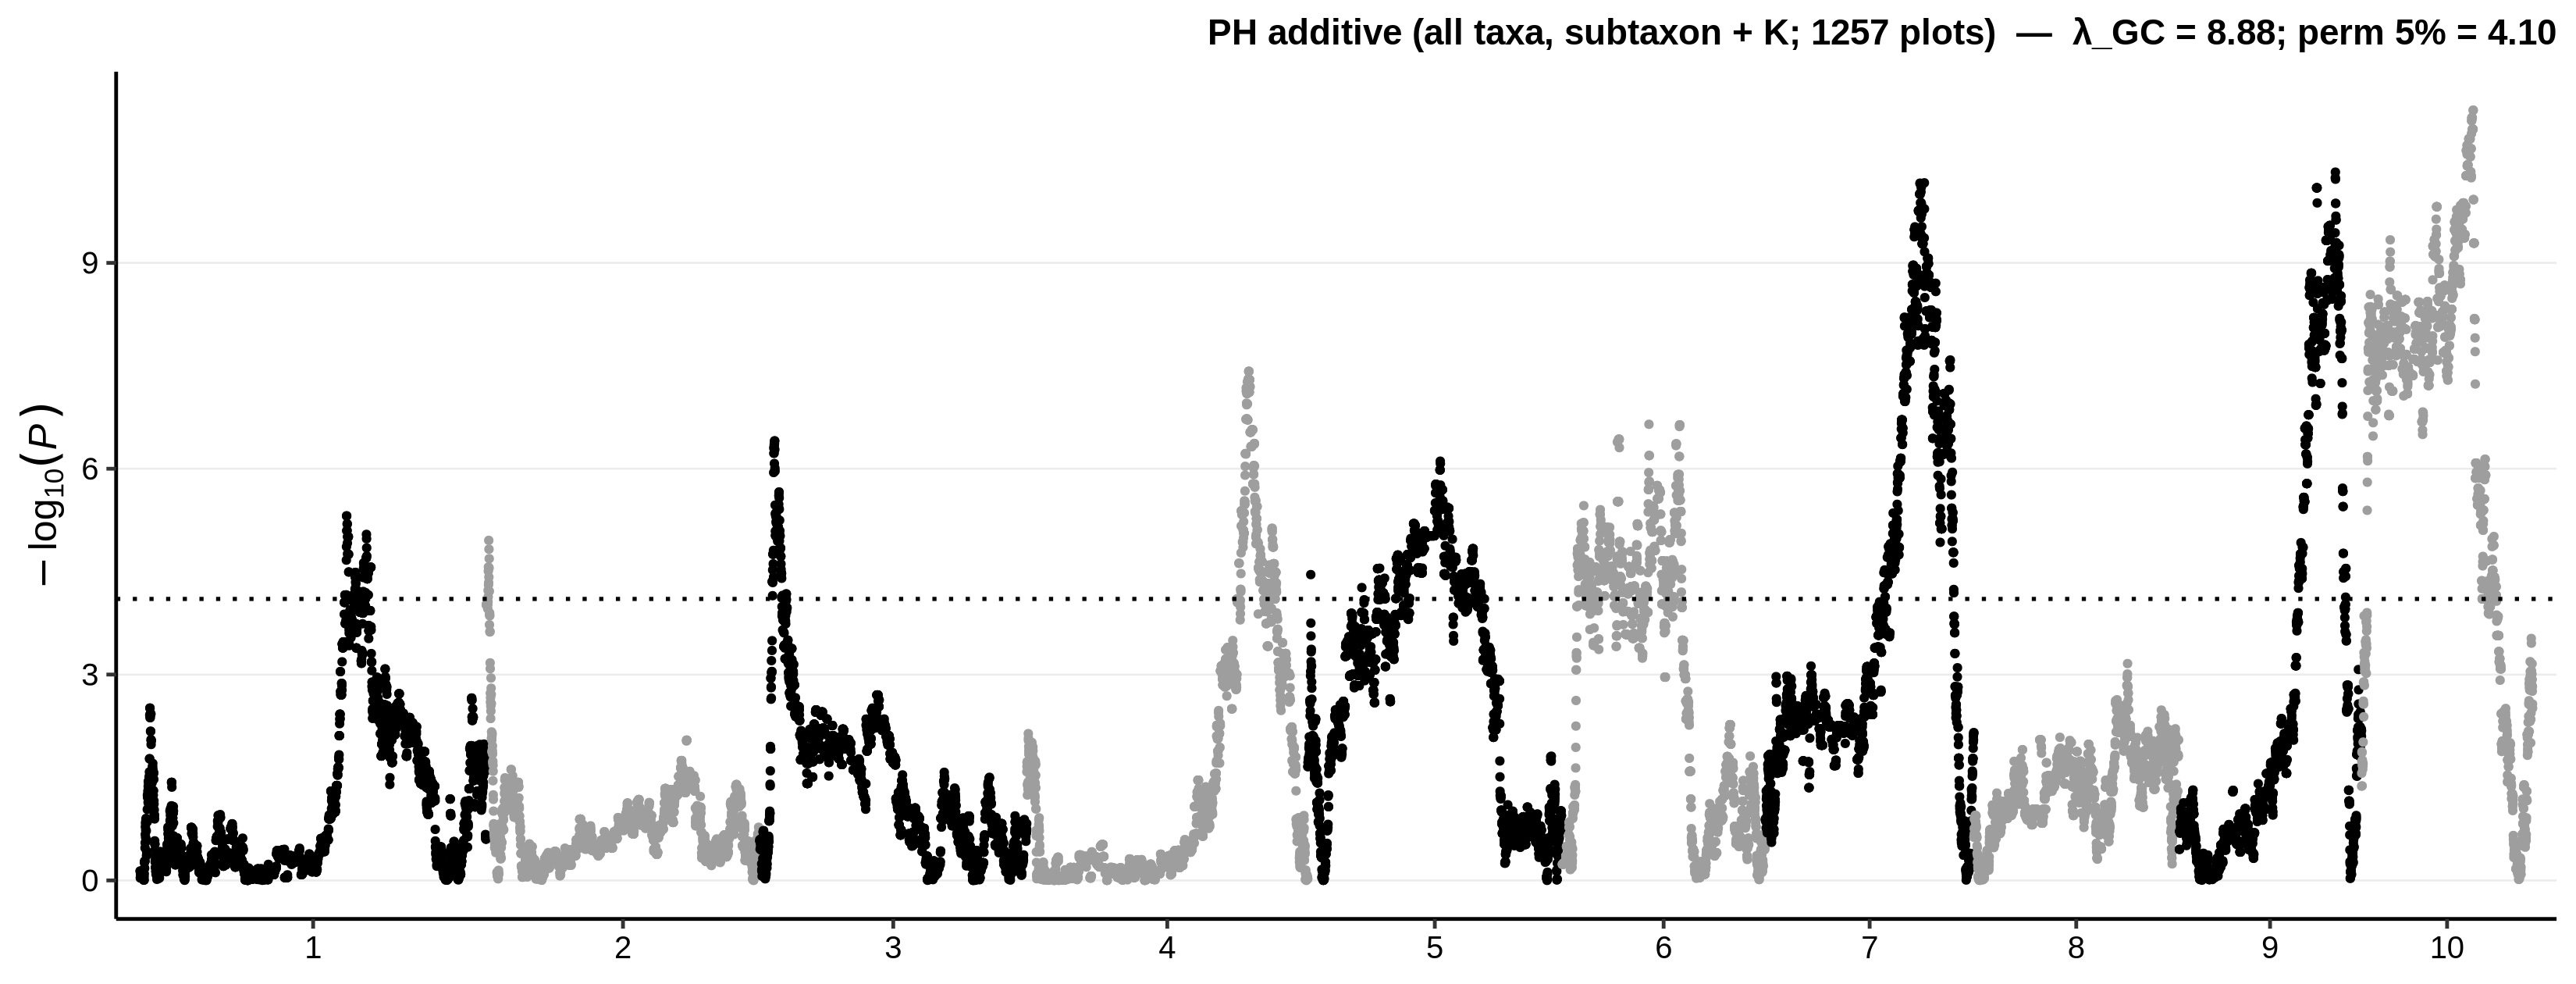 PH additive (all taxa, subtaxon + K; 1257 plots) — λ_GC = 8.88; perm 5% = 4.10
− log10(P)
9
6
3
0
1 2 3 4 5 6 7 8 9 10